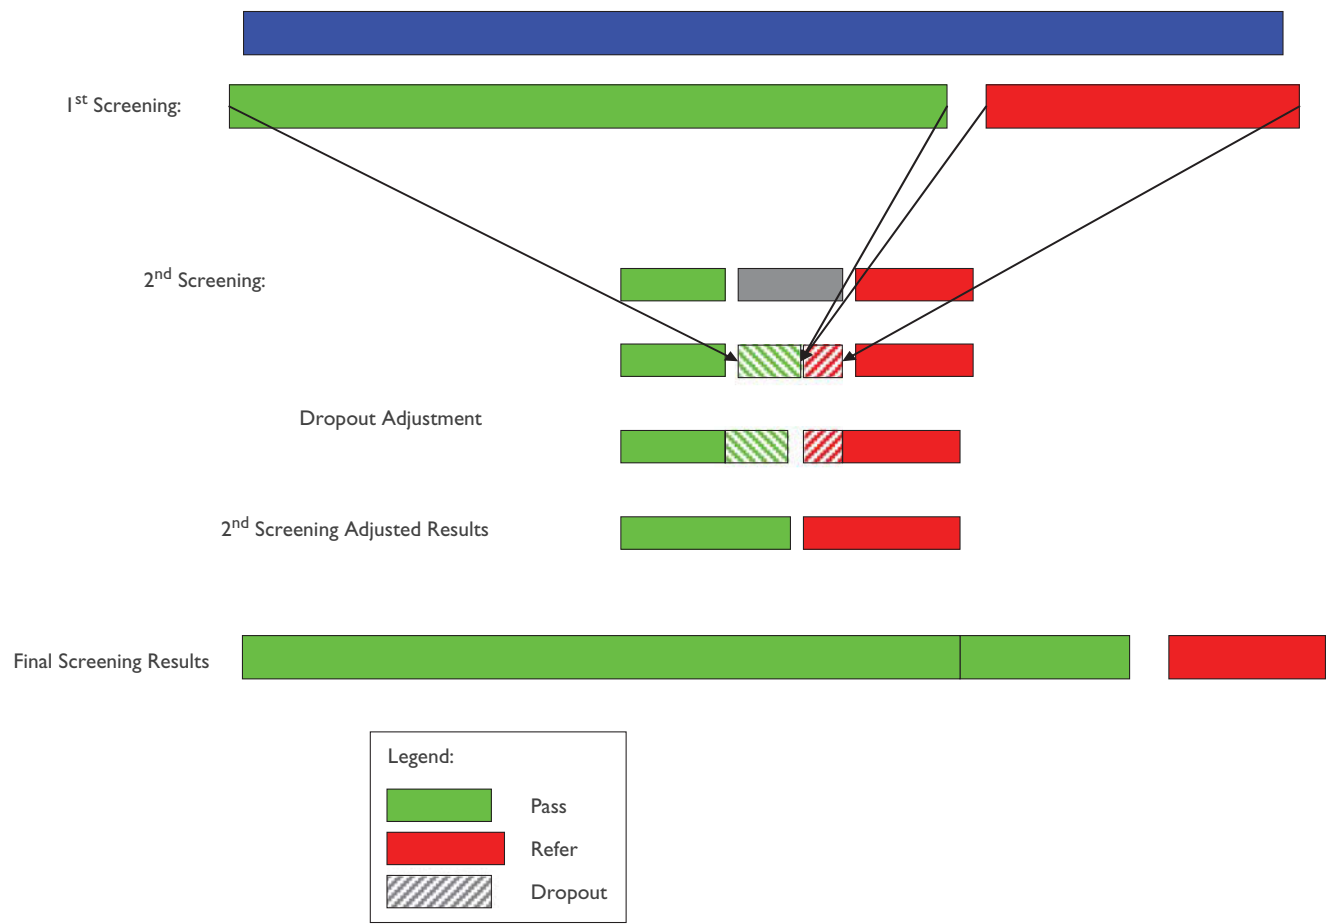 1st Screening:
2nd Screening:
Dropout Adjustment
2nd Screening Adjusted Results
Final Screening Results
Legend:
Pass
Refer
Dropout